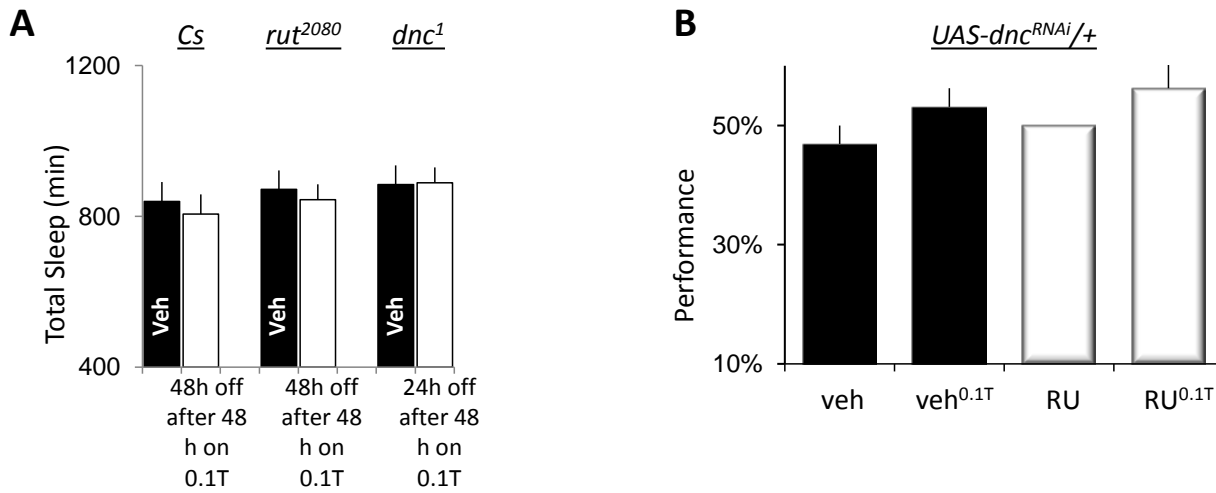 A
Cs rut²⁰⁸⁰ dnc¹
1200
800
400
Total Sleep (min)
Veh
Veh
Veh
48h off
after 48
h on
0.1T
48h off
after 48
h on
0.1T
24h off
after 48
h on
0.1T
B
UAS-dncᴿᴺᴬⁱ/+
50%
30%
10%
Performance
veh veh⁰·¹ᵀ RU RU⁰·¹ᵀ